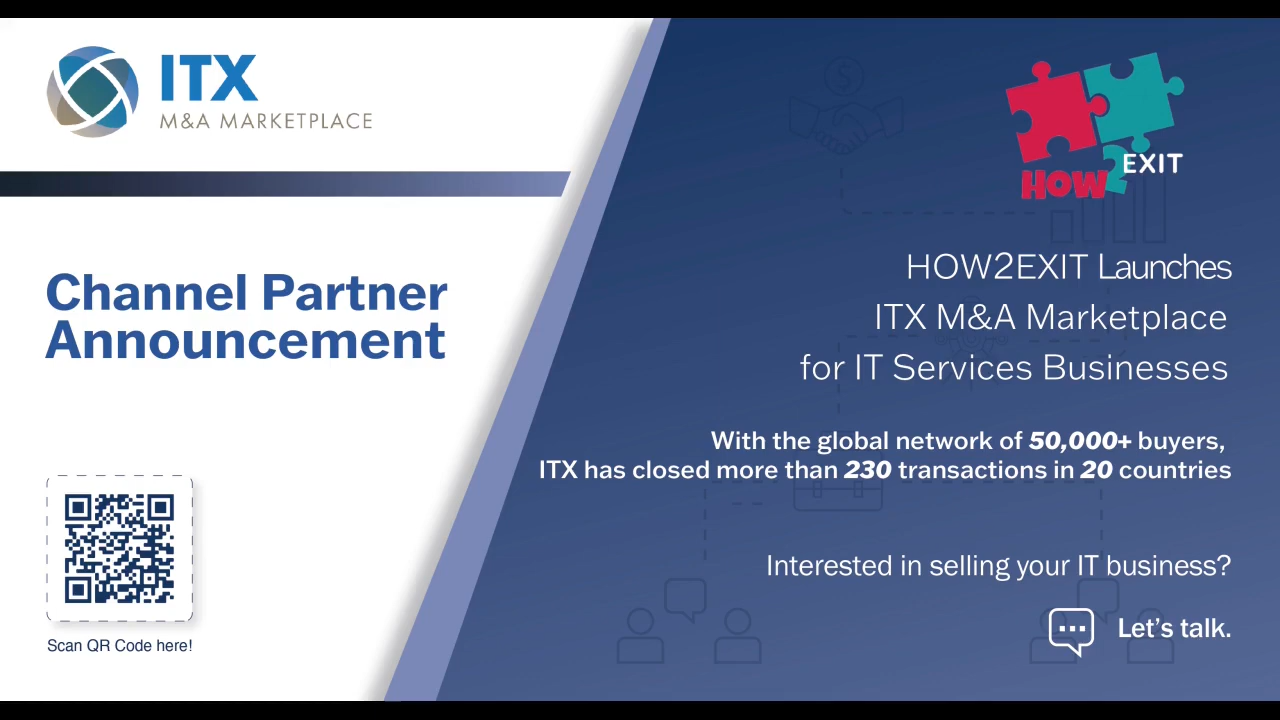 ITX
M&A MARKETPLACE
HOW2EXIT
Channel Partner
Announcement
HOW2EXIT Launches
ITX M&A Marketplace
for IT Services Businesses
With the global network of 50,000+ buyers,
ITX has closed more than 230 transactions in 20 countries
Interested in selling your IT business?
Let's talk.
Scan QR Code here!